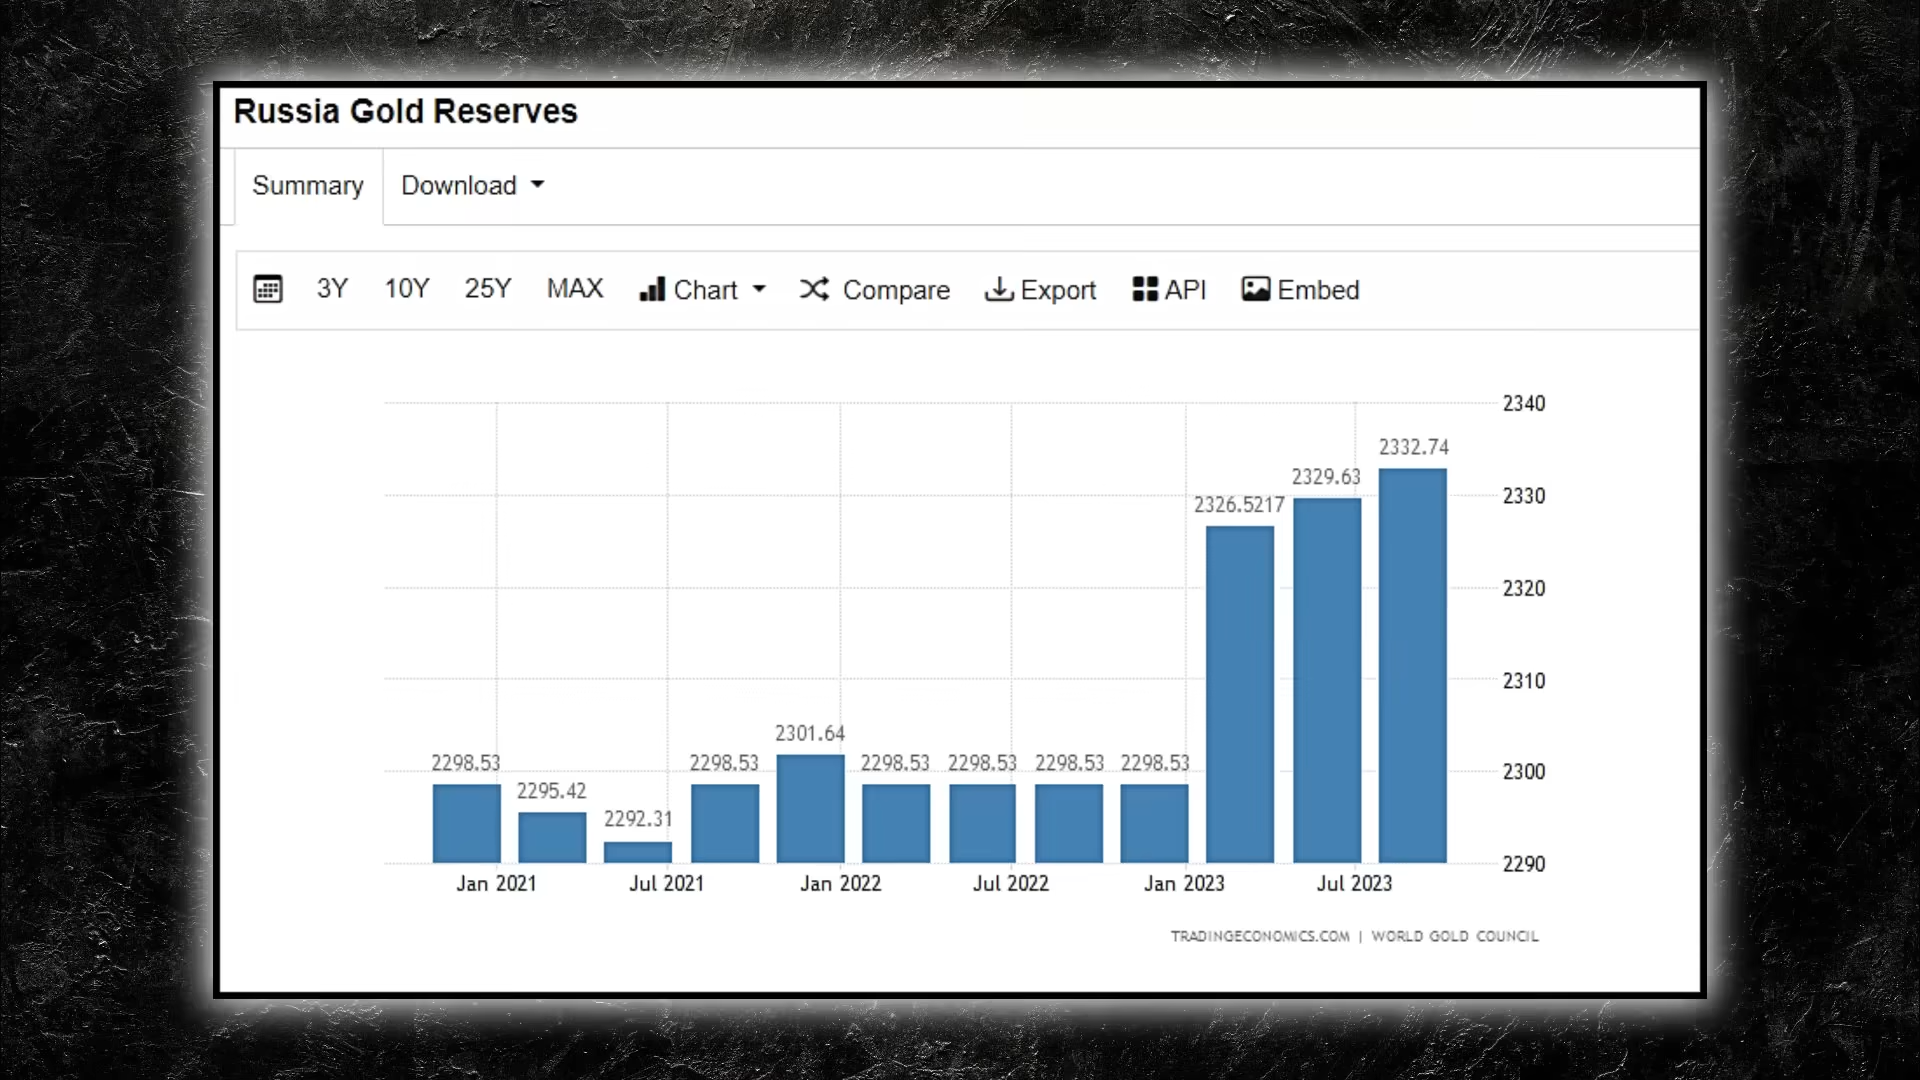 Russia Gold Reserves
Summary Download
3Y 10Y 25Y MAX Chart Compare Export API Embed
2340
2332.74
2329.63
2326.5217
2330
2320
2310
2301.64
2298.53 2298.53 2298.53 2298.53 2298.53 2298.53
2300
2295.42
2292.31
2290
Jan 2021 Jul 2021 Jan 2022 Jul 2022 Jan 2023 Jul 2023
TRADINGECONOMICS.COM | WORLD GOLD COUNCIL